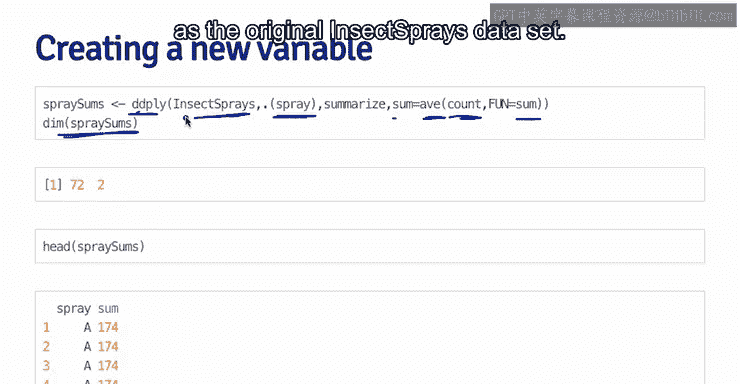 as the original InsectSprays data set.
Creating a new variable
spraySums <- ddply(InsectSprays,.(spray),summarize,sum=ave(count,FUN=sum))
dim(spraySums)
[1] 72 2
head(spraySums)
spray sum
1 A 174
2 A 174
3 A 174